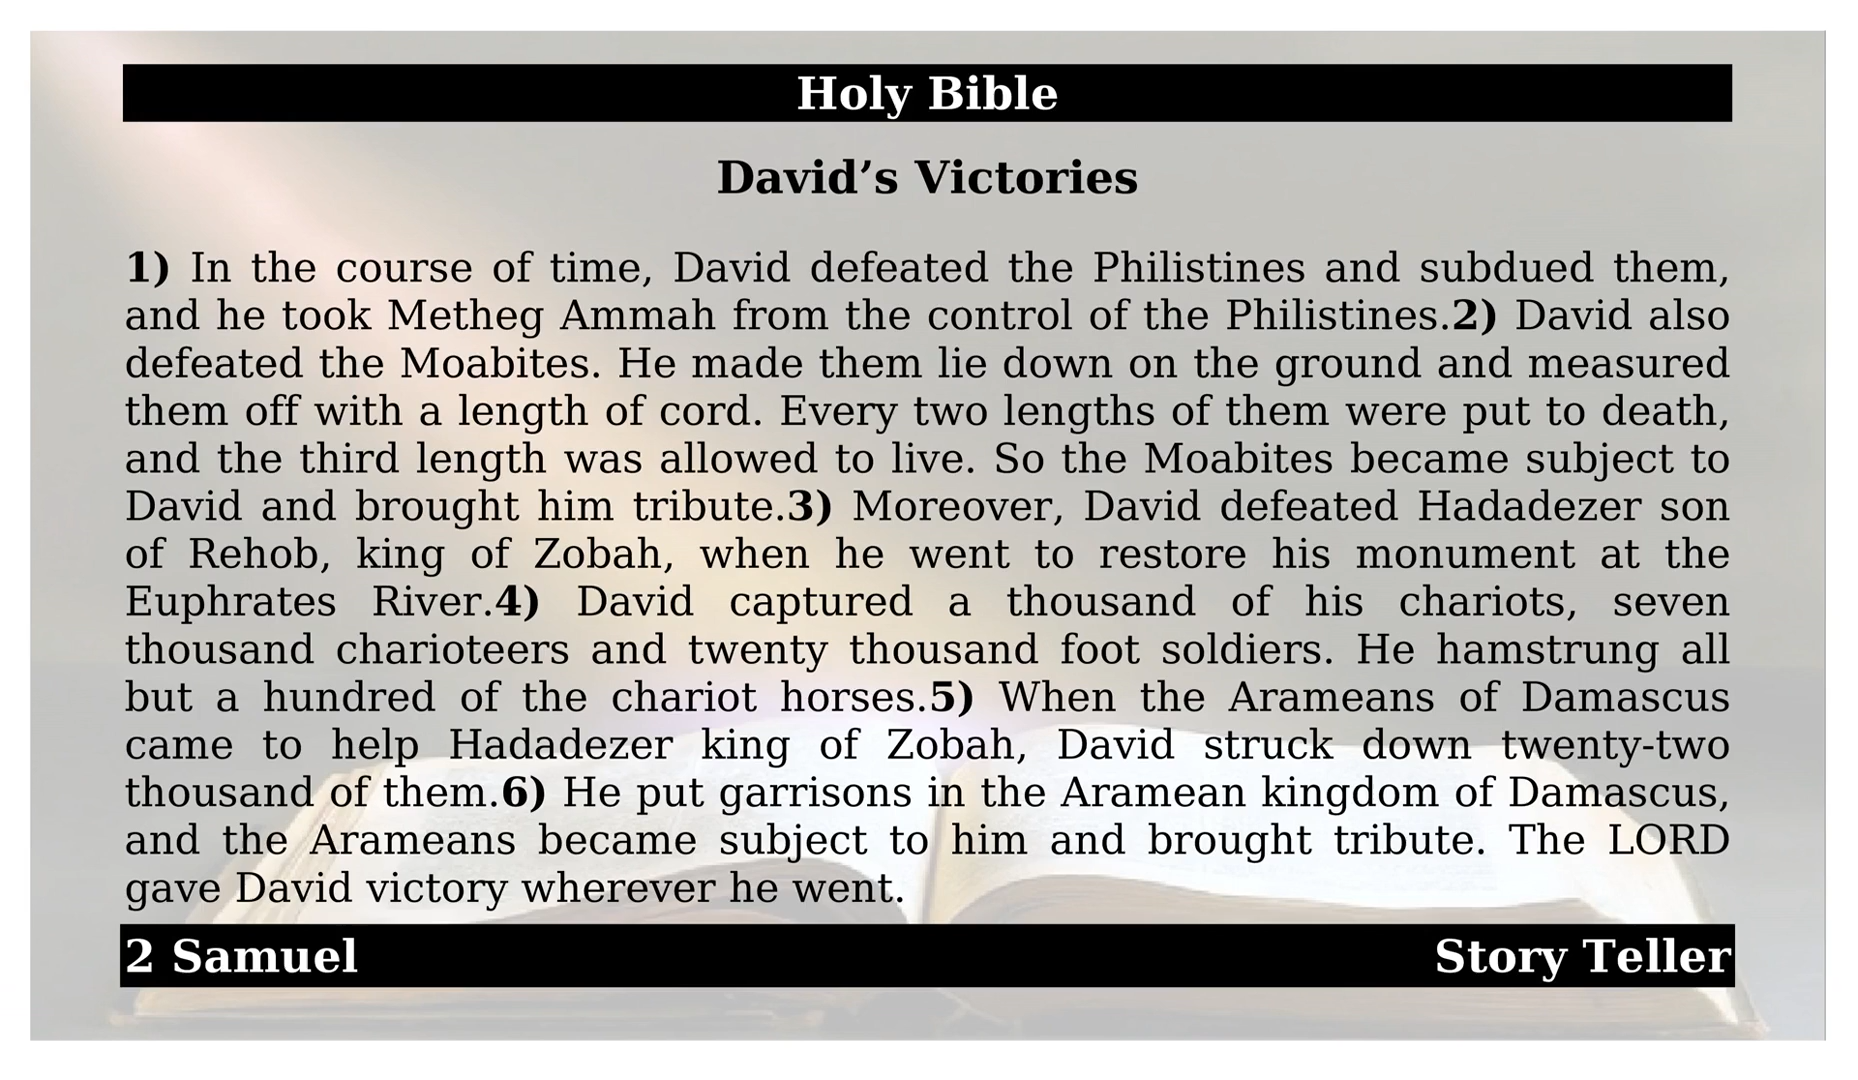 Holy Bible
David’s Victories
1) In the course of time, David defeated the Philistines and subdued them,
and he took Metheg Ammah from the control of the Philistines.2) David also
defeated the Moabites. He made them lie down on the ground and measured
them off with a length of cord. Every two lengths of them were put to death,
and the third length was allowed to live. So the Moabites became subject to
David and brought him tribute.3) Moreover, David defeated Hadadezer son
of Rehob, king of Zobah, when he went to restore his monument at the
Euphrates River.4) David captured a thousand of his chariots, seven
thousand charioteers and twenty thousand foot soldiers. He hamstrung all
but a hundred of the chariot horses.5) When the Arameans of Damascus
came to help Hadadezer king of Zobah, David struck down twenty-two
thousand of them.6) He put garrisons in the Aramean kingdom of Damascus,
and the Arameans became subject to him and brought tribute. The LORD
gave David victory wherever he went.
2 Samuel Story Teller